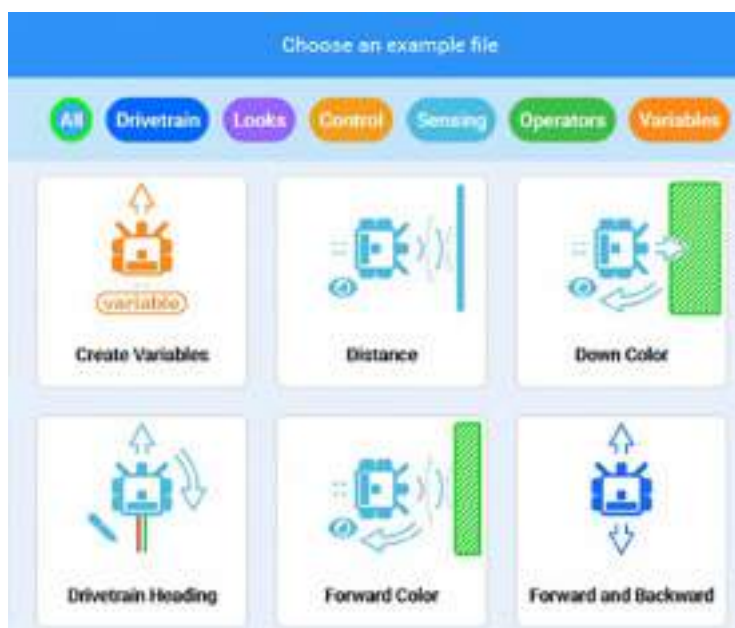 Choose an example file
All Drivetrain Looks Control Sensing Operators Variables
(variable)
Create Variables Distance Down Color
Drivetrain Heading Forward Color Forward and Backward